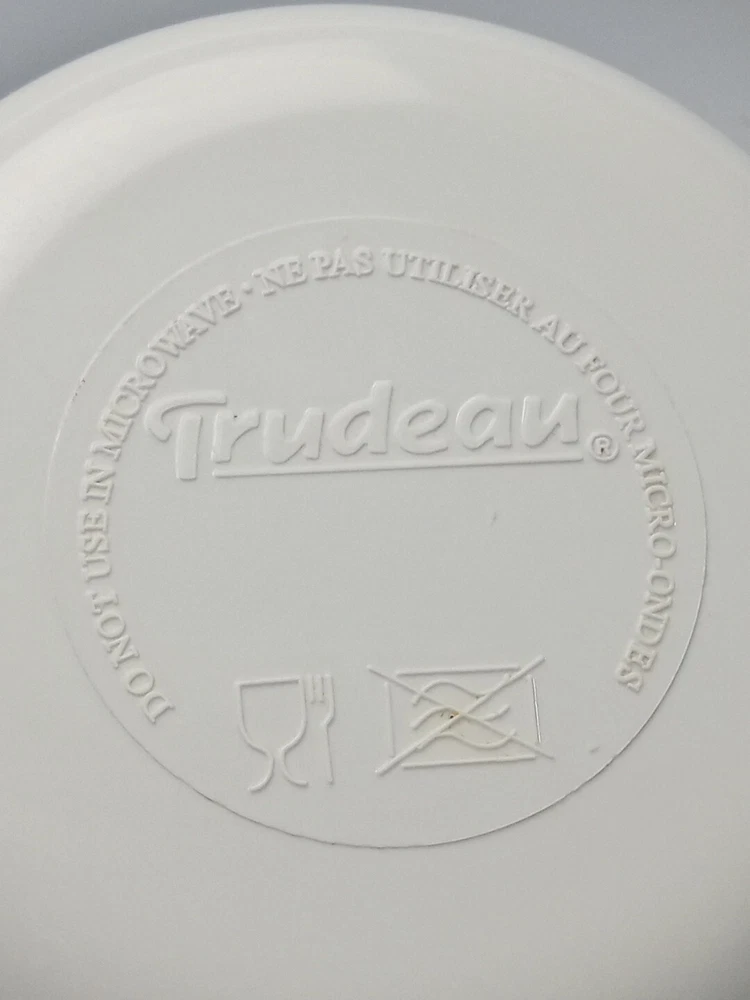 DO NOT USE IN MICROWAVE · NE PAS UTILISER AU FOUR MICRO-ONDES
Trudeau®